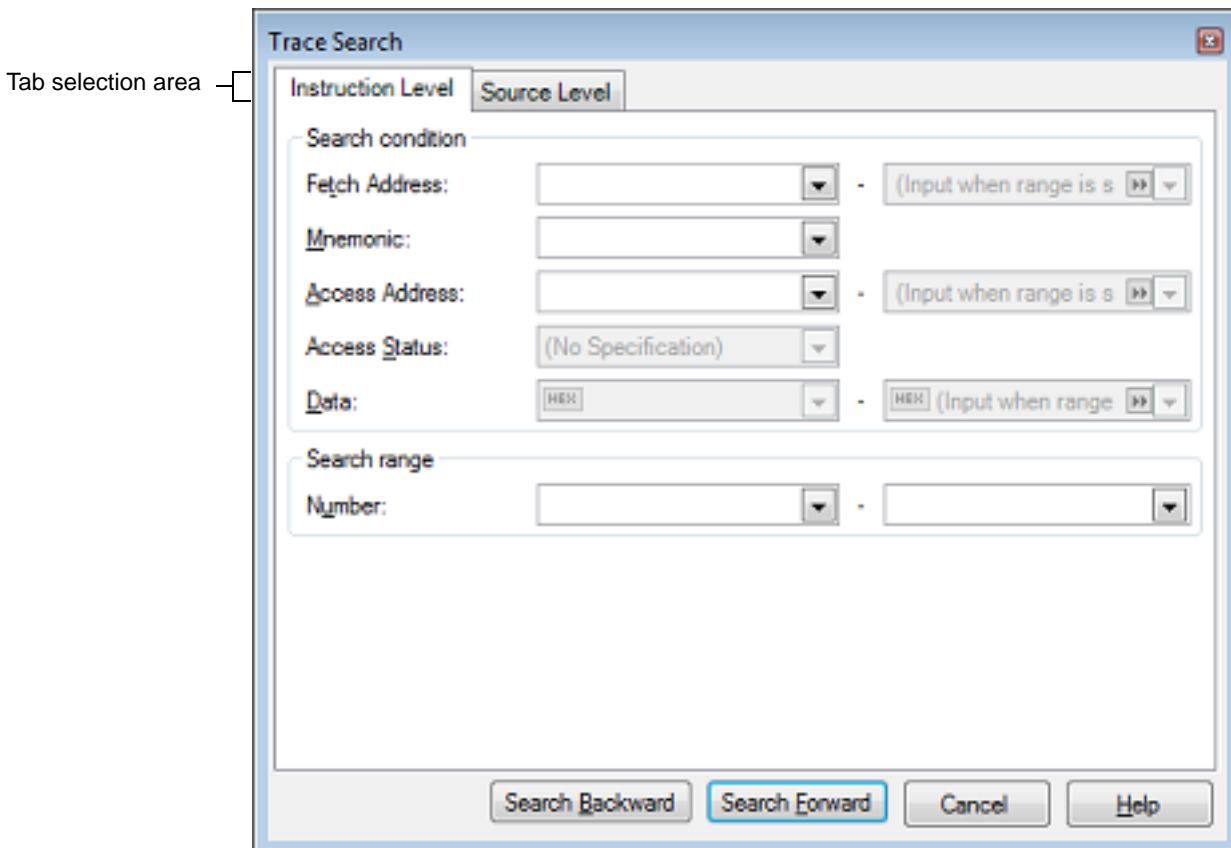 Trace Search
Tab selection area
Instruction Level Source Level
Search condition
Fetch Address: - (Input when range is s
Mnemonic:
Access Address: - (Input when range is s
Access Status: (No Specification)
Data: HEX - HEX (Input when range
Search range
Number: -
Search Backward Search Forward Cancel Help